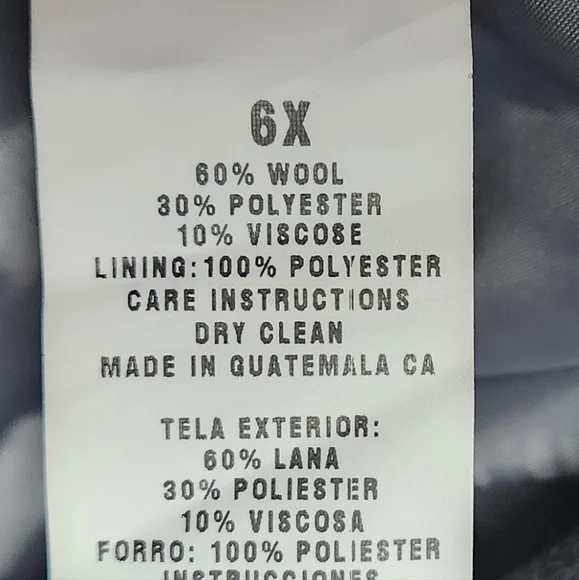 6X
60% WOOL
30% POLYESTER
10% VISCOSE
LINING:100% POLYESTER
CARE INSTRUCTIONS
DRY CLEAN
MADE IN GUATEMALA CA
TELA EXTERIOR:
60% LANA
30% POLIESTER
10% VISCOSA
FORRO: 100% POLIESTER
INSTRUCCIONES